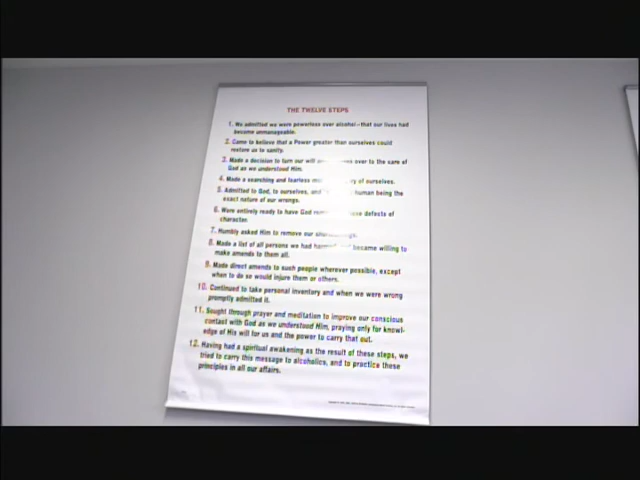 THE TWELVE STEPS
1. We admitted we were powerless over alcohol—that our lives had
become unmanageable.
2. Came to believe that a Power greater than ourselves could
restore us to sanity.
3. Made a decision to turn our will over to the care of
God as we understood Him.
4. Made a searching and fearless of ourselves.
5. Admitted to God, to ourselves, and human being the
exact nature of our wrongs.
6. Were entirely ready to have God defects of
character.
7. Humbly asked Him to remove our
8. Made a list of all persons we had became willing to
make amends to them all.
9. Made direct amends to such people wherever possible, except
when to do so would injure them or others.
10. Continued to take personal inventory and when we were wrong
promptly admitted it.
11. Sought through prayer and meditation to improve our conscious
contact with God as we understood Him, praying only for knowl-
edge of His will for us and the power to carry that out.
12. Having had a spiritual awakening as the result of these steps, we
tried to carry this message to alcoholics, and to practice these
principles in all our affairs.